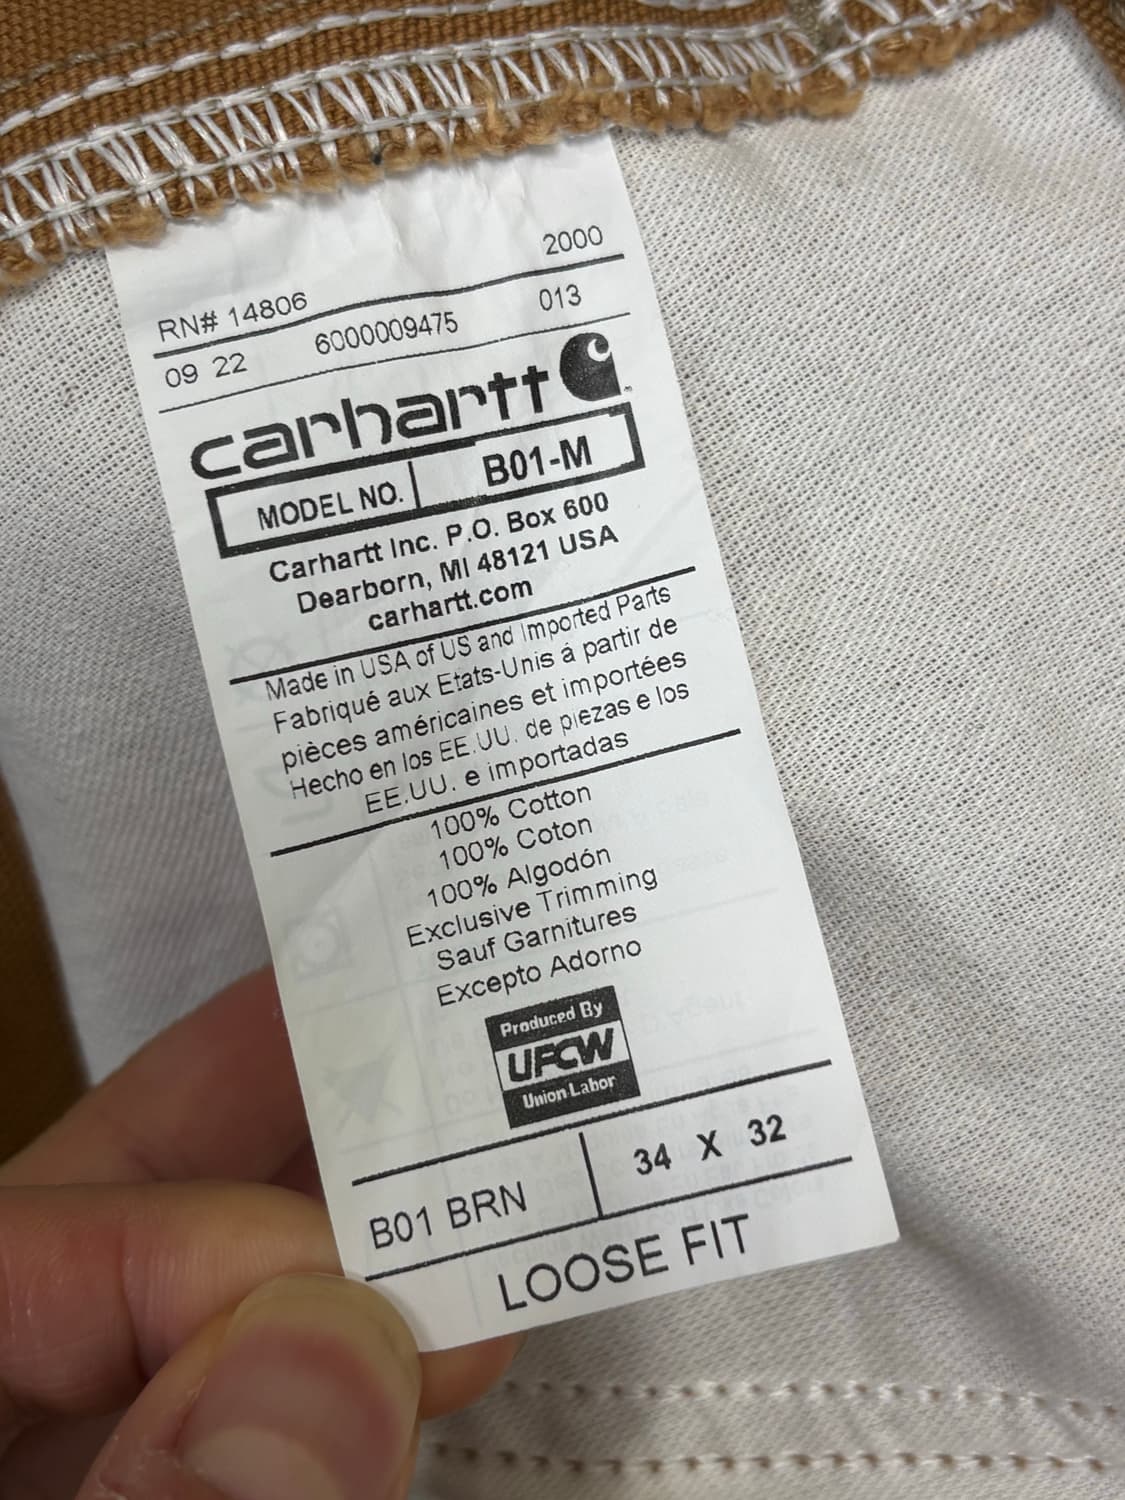 2000
RN# 14806
09 22 6000009475 013
carhartt
MODEL NO. B01-M
Carhartt Inc. P.O. Box 600
Dearborn, MI 48121 USA
carhartt.com
Made in USA of US and Imported Parts
Fabriqué aux Etats-Unis á partir de
pièces américaines et importées
Hecho en los EE.UU. de piezas e los
EE.UU. e importadas
100% Cotton
100% Coton
100% Algodón
Exclusive Trimming
Sauf Garnitures
Excepto Adorno
Produced By
UFCW
Union Labor
B01 BRN 34 X 32
LOOSE FIT